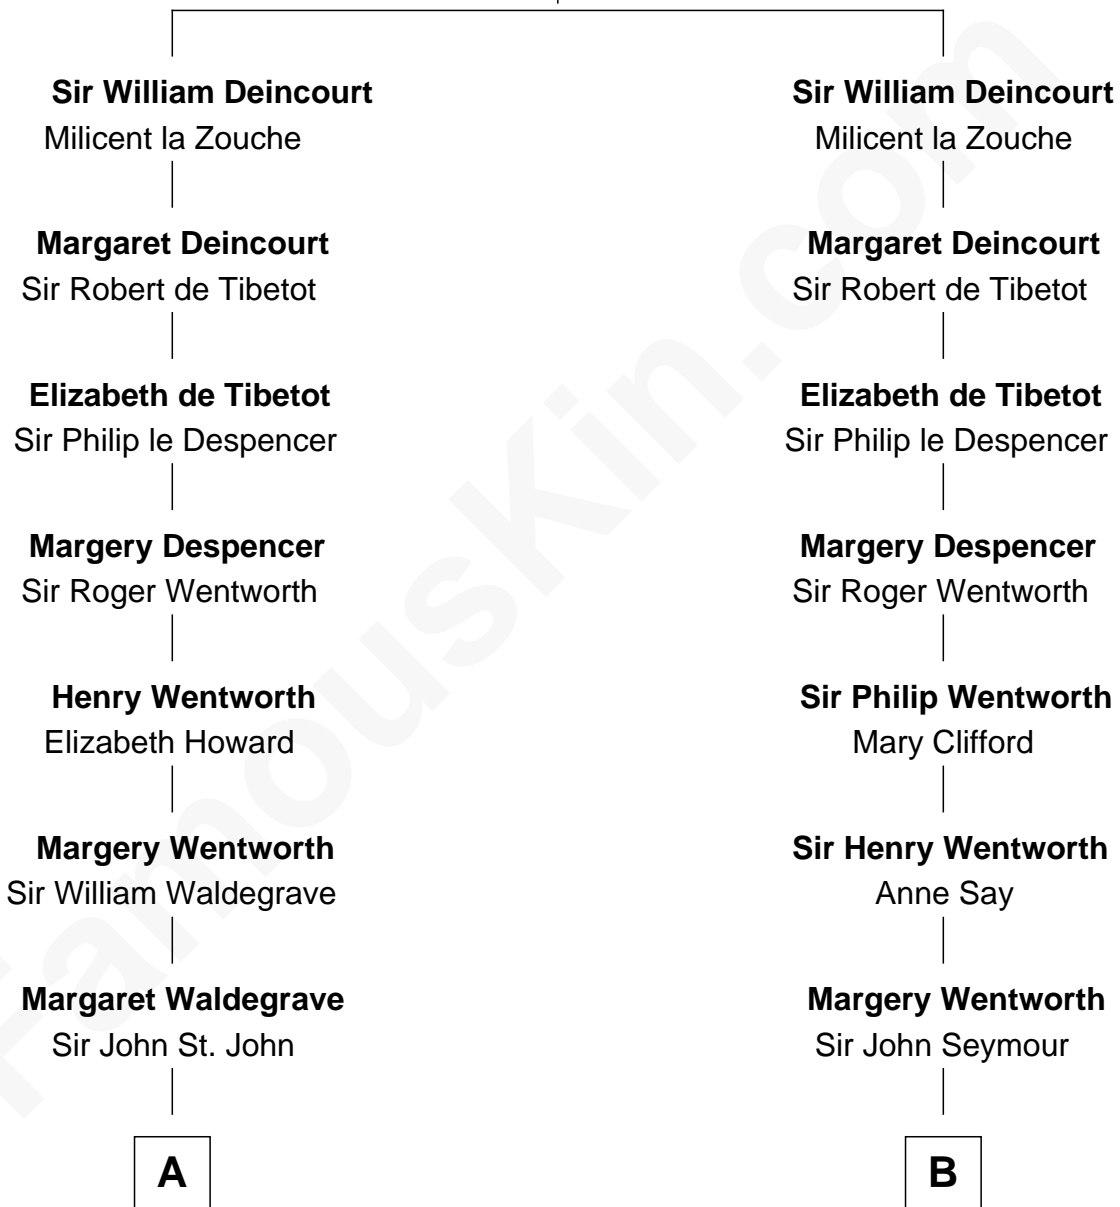 Sir William Deincourt
Milicent la Zouche
Margaret Deincourt
Sir Robert de Tibetot
Elizabeth de Tibetot
Sir Philip le Despencer
Margery Despencer
Sir Roger Wentworth
Henry Wentworth
Elizabeth Howard
Margery Wentworth
Sir William Waldegrave
Margaret Waldegrave
Sir John St. John
A
Sir William Deincourt
Milicent la Zouche
Margaret Deincourt
Sir Robert de Tibetot
Elizabeth de Tibetot
Sir Philip le Despencer
Margery Despencer
Sir Roger Wentworth
Sir Philip Wentworth
Mary Clifford
Sir Henry Wentworth
Anne Say
Margery Wentworth
Sir John Seymour
B
FamousKin.com